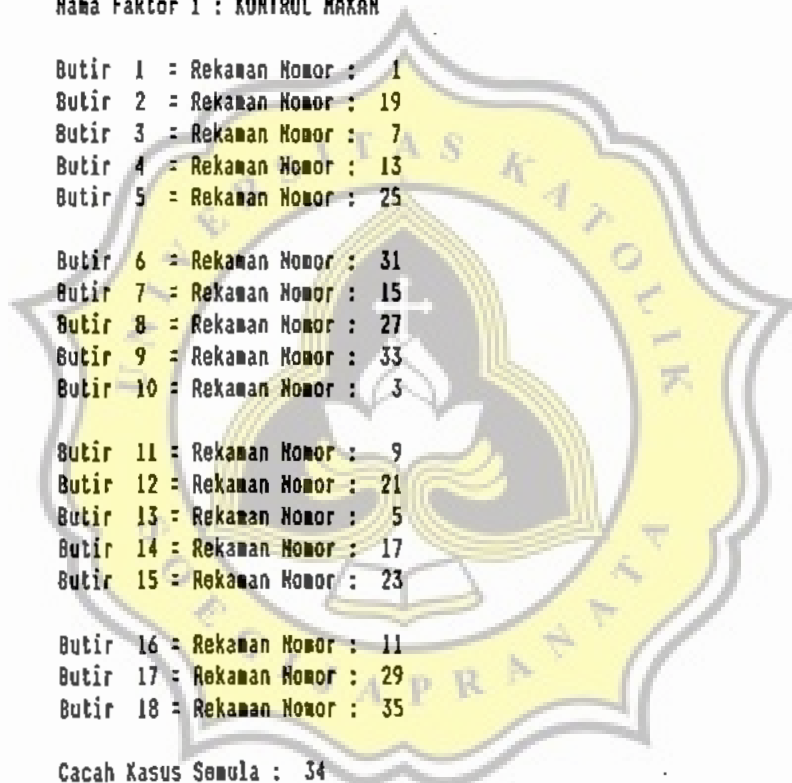 Nama Faktor 1 : KONTROL MAKAN
Butir 1 = Rekaman Nomor : 1
Butir 2 = Rekaman Nomor : 19
Butir 3 = Rekaman Nomor : 7
Butir 4 = Rekaman Nomor : 13
Butir 5 = Rekaman Nomor : 25
Butir 6 = Rekaman Nomor : 31
Butir 7 = Rekaman Nomor : 15
Butir 8 = Rekaman Nomor : 27
Butir 9 = Rekaman Nomor : 33
Butir 10 = Rekaman Nomor : 3
Butir 11 = Rekaman Nomor : 9
Butir 12 = Rekaman Nomor : 21
Butir 13 = Rekaman Nomor : 5
Butir 14 = Rekaman Nomor : 17
Butir 15 = Rekaman Nomor : 23
Butir 16 = Rekaman Nomor : 11
Butir 17 = Rekaman Nomor : 29
Butir 18 = Rekaman Nomor : 35
Cacah Kasus Semula : 34
UNIVERSITAS KATOLIK
SOEGIJAPRANATA